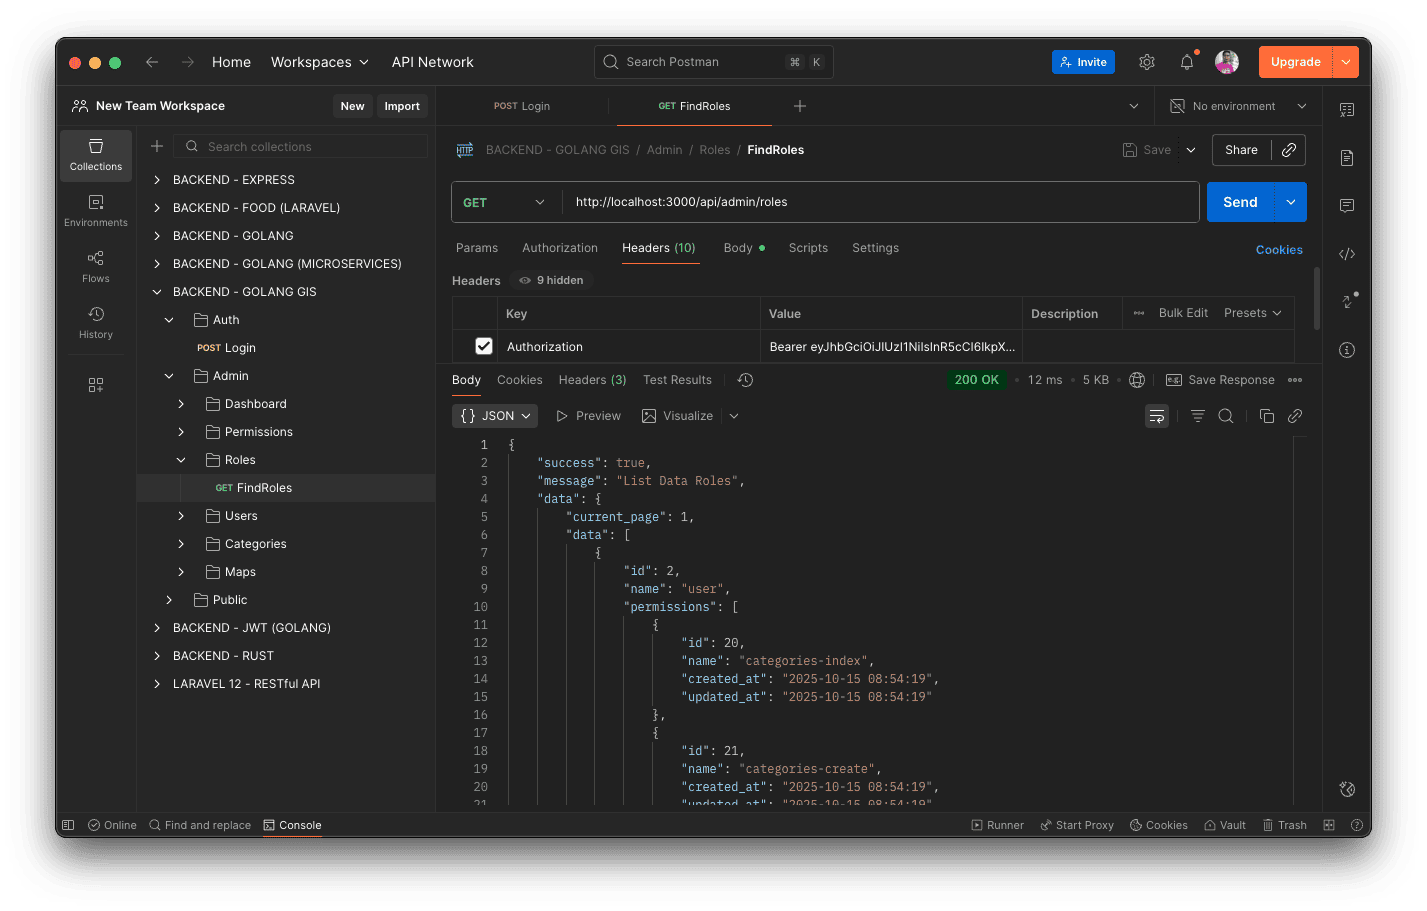 Home Workspaces API Network Search Postman ⌘ K Invite Upgrade
New Team Workspace New Import POST Login GET FindRoles No environment
Collections
Environments
Flows
History
Search collections
BACKEND - EXPRESS
BACKEND - FOOD (LARAVEL)
BACKEND - GOLANG
BACKEND - GOLANG (MICROSERVICES)
BACKEND - GOLANG GIS
Auth
POST Login
Admin
Dashboard
Permissions
Roles
GET FindRoles
Users
Categories
Maps
Public
BACKEND - JWT (GOLANG)
BACKEND - RUST
LARAVEL 12 - RESTful API
HTTP BACKEND - GOLANG GIS / Admin / Roles / FindRoles Save Share
GET http://localhost:3000/api/admin/roles Send
Params Authorization Headers (10) Body Scripts Settings Cookies
Headers 9 hidden
Key Value Description Bulk Edit Presets
Authorization Bearer eyJhbGciOiJIUzI1NiIsInR5cCI6IkpX...
Body Cookies Headers (3) Test Results 200 OK • 12 ms • 5 KB • e.g. Save Response
{} JSON Preview Visualize
1 {
2 "success": true,
3 "message": "List Data Roles",
4 "data": {
5 "current_page": 1,
6 "data": [
7 {
8 "id": 2,
9 "name": "user",
10 "permissions": [
11 {
12 "id": 20,
13 "name": "categories-index",
14 "created_at": "2025-10-15 08:54:19",
15 "updated_at": "2025-10-15 08:54:19"
16 },
17 {
18 "id": 21,
19 "name": "categories-create",
20 "created_at": "2025-10-15 08:54:19",
21 "updated_at": "2025-10-15 08:54:19"
Online Find and replace Console Runner Start Proxy Cookies Vault Trash